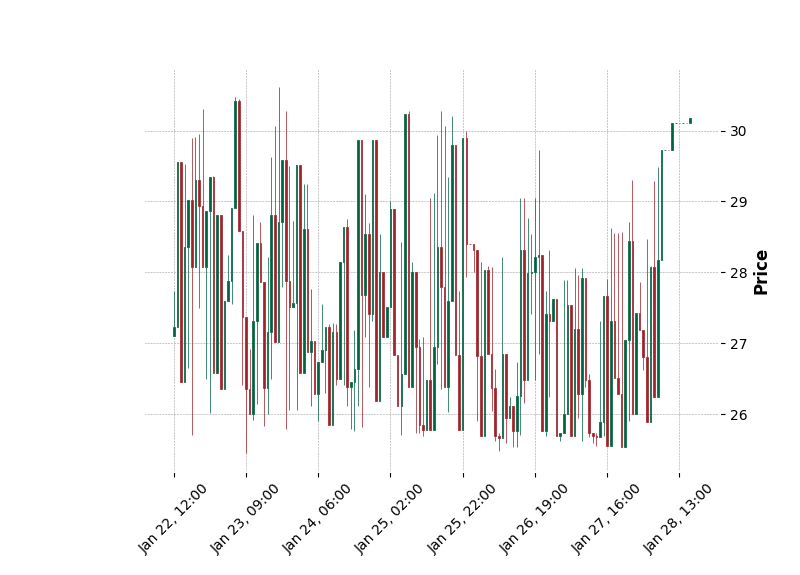 30
29
28
27
26
Price
Jan 22, 12:00
Jan 23, 09:00
Jan 24, 06:00
Jan 25, 02:00
Jan 25, 22:00
Jan 26, 19:00
Jan 27, 16:00
Jan 28, 13:00